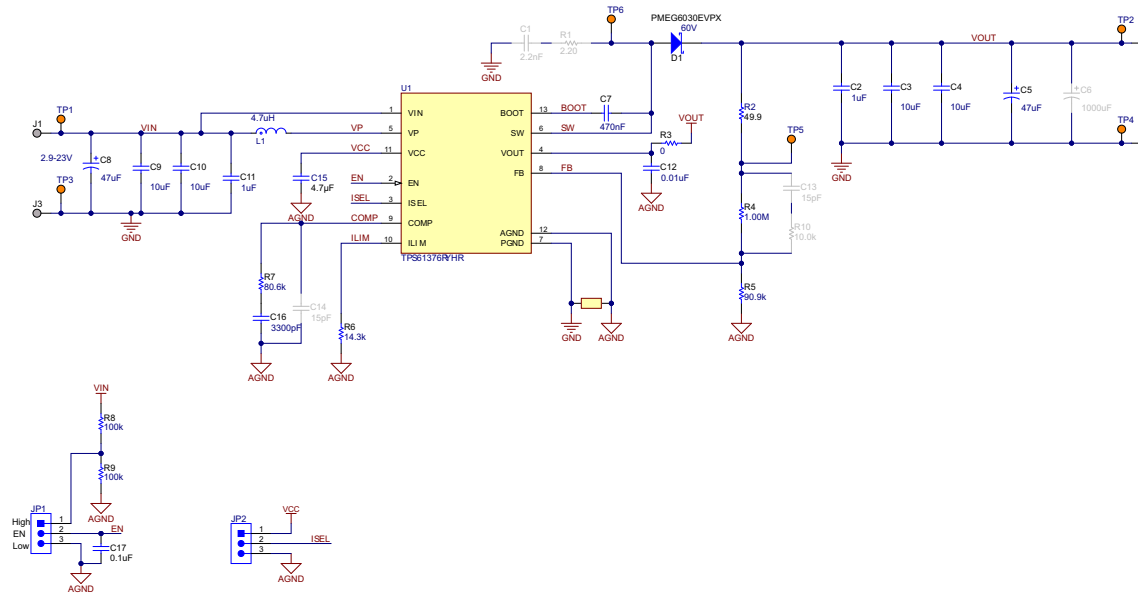 TP6
PMEG6030EVPX
60V
D1
TP2
C1
2.2nF
R1
2.20
VOUT
GND
U1
TP1
J1
VIN
4.7uH
L1
VP
1
VIN
5
VP
VCC
11
VCC
EN
2
EN
ISEL
3
ISEL
COMP
9
COMP
ILIM
10
ILIM
TPS61376RYHR
BOOT
13
BOOT
SW
6
SW
VOUT
4
FB
8
FB
AGND
12
PGND
7
C7
470nF
VOUT
R3
0
C12
0.01uF
AGND
R2
49.9
TP5
C13
15pF
R4
1.00M
R10
10.0k
R5
90.9k
AGND
C2
1uF
C3
10uF
C4
10uF
C5
47uF
C6
1000uF
TP4
GND
2.9-23V
C8
47uF
C9
10uF
C10
10uF
C11
1uF
TP3
J3
GND
C15
4.7μF
AGND
R7
80.6k
C16
3300pF
C14
15pF
R6
14.3k
AGND
AGND
GND
AGND
VIN
R8
100k
R9
100k
AGND
JP1
High
EN
Low
1
2
3
EN
C17
0.1uF
AGND
JP2
1
2
3
VCC
ISEL
AGND